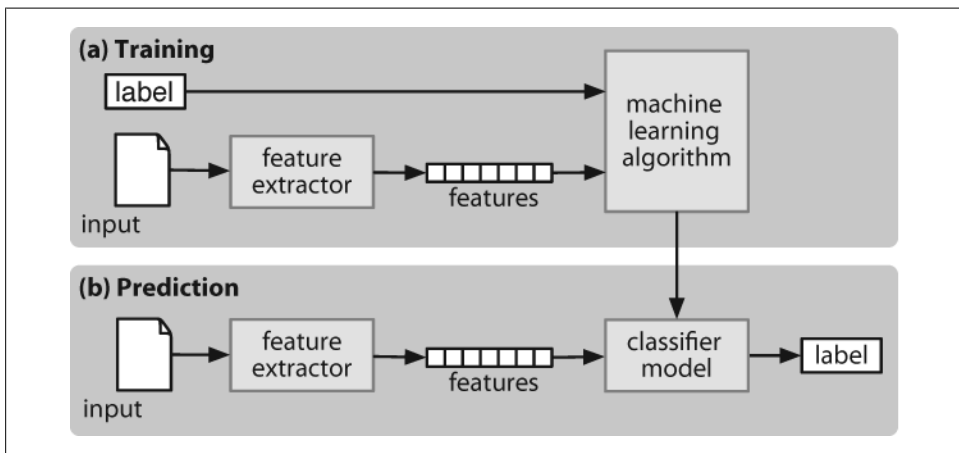 (a) Training
label
machine
learning
algorithm
feature
extractor
features
input
(b) Prediction
feature
extractor
features
classifier
model
label
input